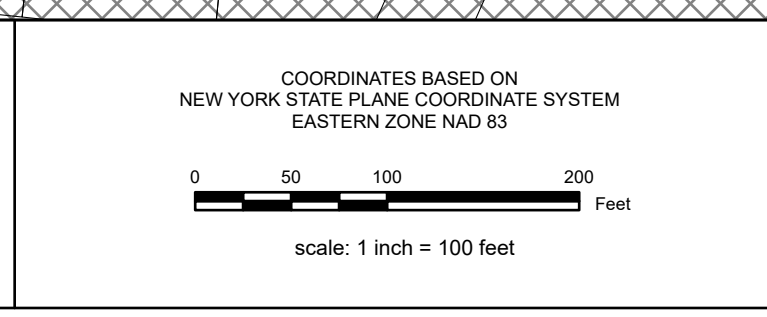 COORDINATES BASED ON
NEW YORK STATE PLANE COORDINATE SYSTEM
EASTERN ZONE NAD 83
0 50 100 200
Feet
scale: 1 inch = 100 feet